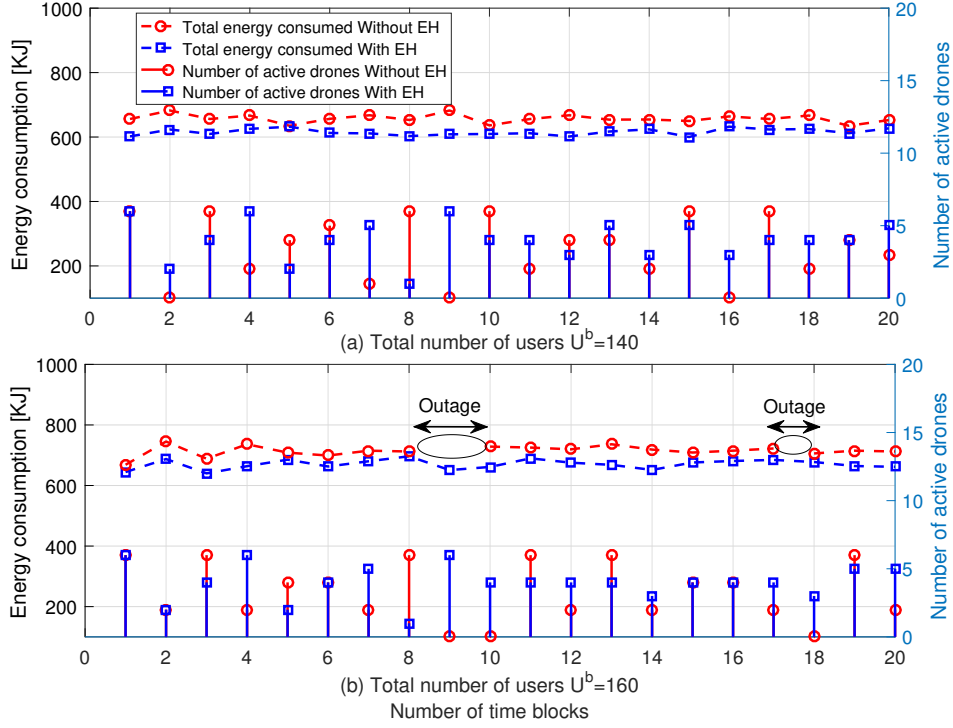 1000
800
600
400
200
Energy consumption [KJ]
Total energy consumed Without EH
Total energy consumed With EH
Number of active drones Without EH
Number of active drones With EH
20
15
10
5
0
Number of active drones
0 2 4 6 8 10 12 14 16 18 20
(a) Total number of users U^b=140
1000
800
600
400
200
Energy consumption [KJ]
Outage
Outage
20
15
10
5
0
Number of active drones
0 2 4 6 8 10 12 14 16 18 20
(b) Total number of users U^b=160
Number of time blocks